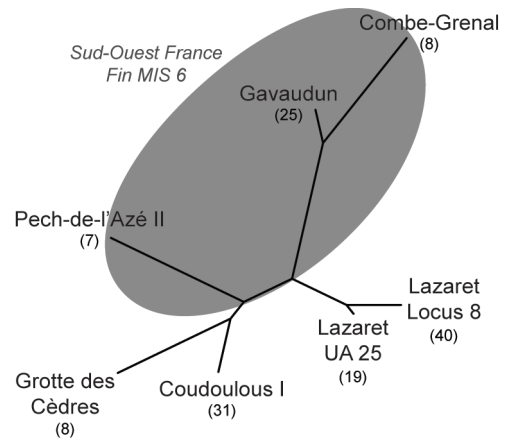 Combe-Grenal
(8)
Sud-Ouest France
Fin MIS 6
Gavaudun
(25)
Pech-de-l'Azé II
(7)
Lazaret
Locus 8
(40)
Lazaret
UA 25
(19)
Grotte des
Cèdres
(8)
Coudoulous I
(31)